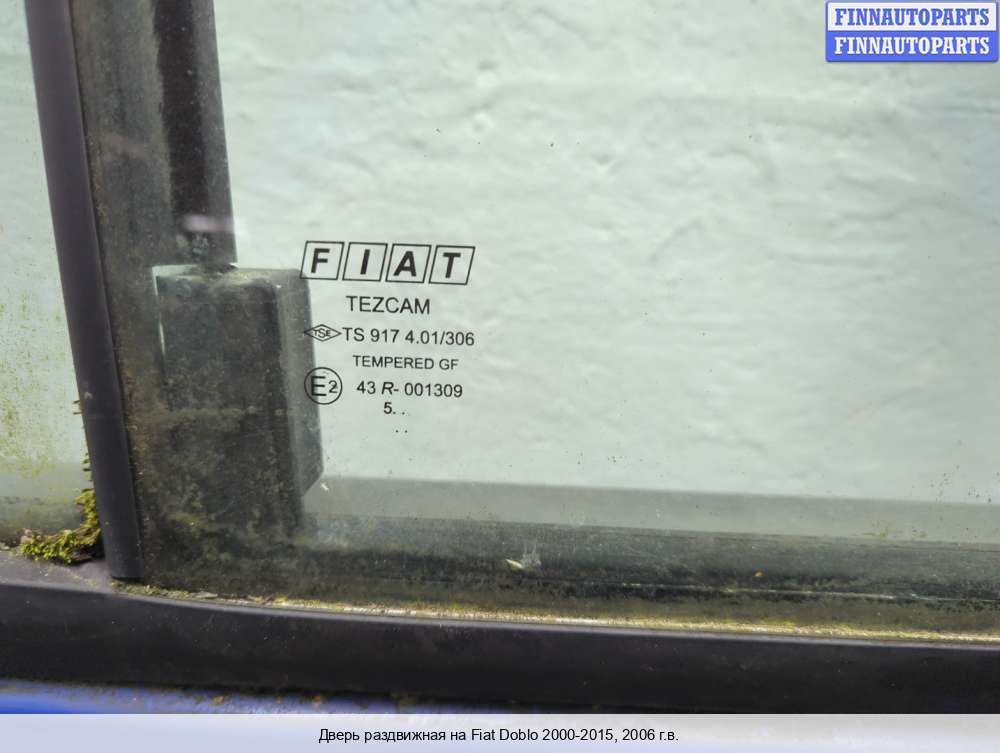 FINNAUTOPARTS
FINNAUTOPARTS
FIAT
TEZCAM
TSE TS 917 4.01/306
TEMPERED GF
E2 43 R- 001309
5. .
. .
Дверь раздвижная на Fiat Doblo 2000-2015, 2006 г.в.